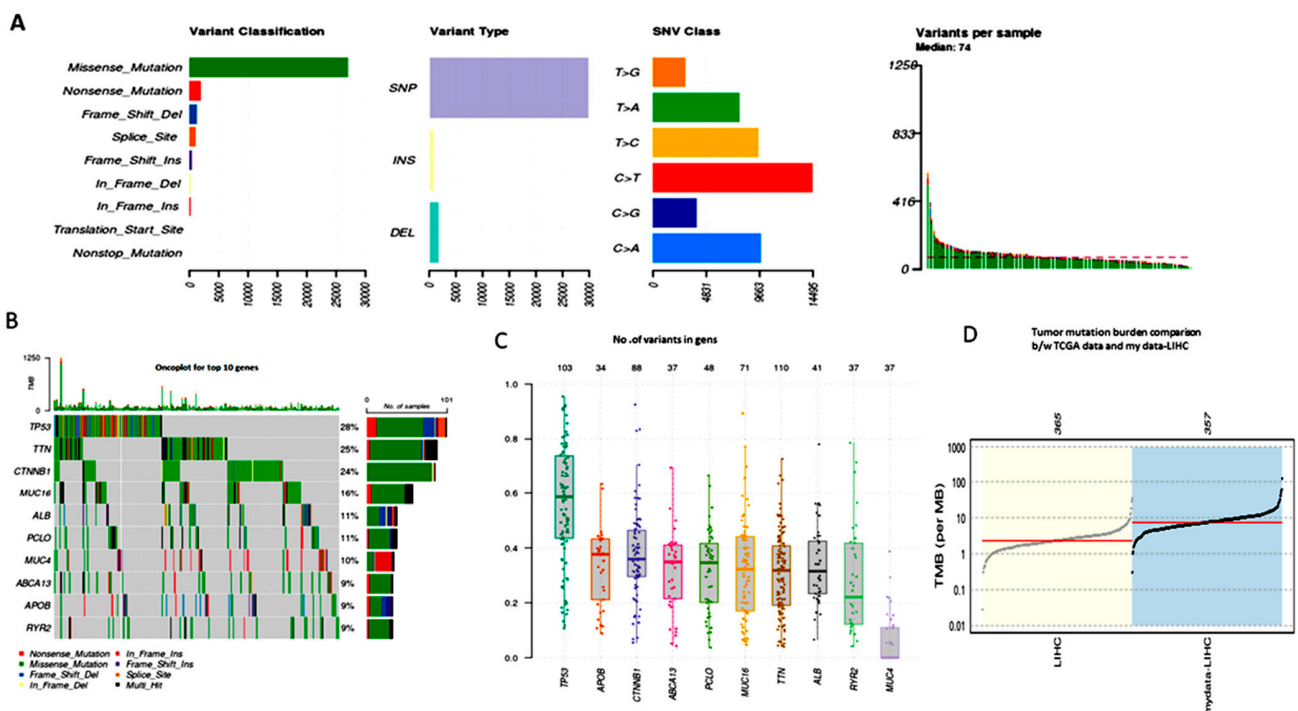 A
Variant Classification
Missense_Mutation
Nonsense_Mutation
Frame_Shift_Del
Splice_Site
Frame_Shift_Ins
In_Frame_Del
In_Frame_Ins
Translation_Start_Site
Nonstop_Mutation
0
5000
10000
15000
20000
25000
30000
Variant Type
SNP
INS
DEL
0
5000
10000
15000
20000
25000
30000
SNV Class
T>G
T>A
T>C
C>T
C>G
C>A
0
4831
9663
14495
Variants per sample
Median: 74
1250
833
416
0
B
Oncoplot for top 10 genes
1250
0
TMB
0
101
No. of samples
TP53 28%
TTN 25%
CTNNB1 24%
MUC16 16%
ALB 11%
PCLO 11%
MUC4 10%
ABCA13 9%
APOB 9%
RYR2 9%
Nonsense_Mutation
Missense_Mutation
Frame_Shift_Del
In_Frame_Del
In_Frame_Ins
Frame_Shift_Ins
Splice_Site
Multi_Hit
C
No .of variants in gens
103 34 88 37 48 71 110 41 37 37
1.0
0.8
0.6
0.4
0.2
0.0
TP53
APOB
CTNNB1
ABCA13
PCLO
MUC16
TTN
ALB
RYR2
MUC4
D
Tumor mutation burden comparison
b/w TCGA data and my data-LIHC
365
357
TMB (per MB)
1000
100
10
1
0.1
0.01
LIHC
mydata-LIHC